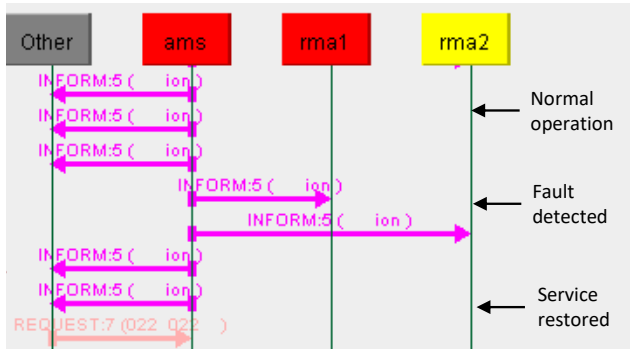 Other ams rma1 rma2
INFORM:5 ( ion )
Normal
INFORM:5 ( ion )
operation
INFORM:5 ( ion )
INFORM:5 ( ion )
Fault
INFORM:5 ( ion )
detected
INFORM:5 ( ion )
INFORM:5 ( ion )
Service
restored
REQUEST:7 (022 022 )